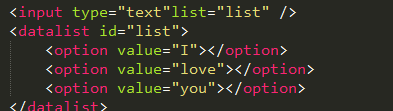 <input type="text"list="list" />
<datalist id="list">
<option value="I"></option>
<option value="love"></option>
<option value="you"></option>
</datalist>